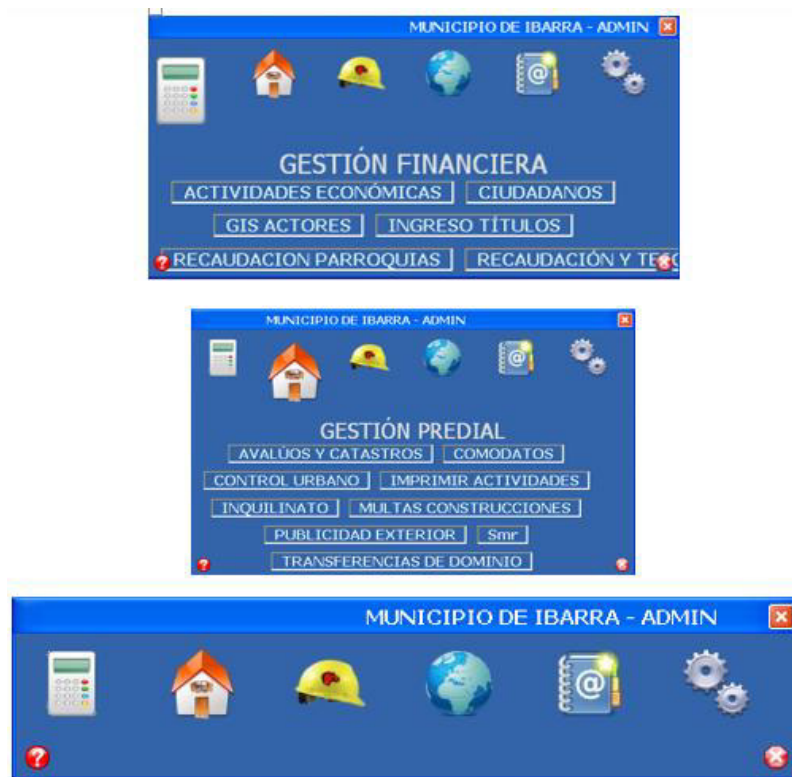 MUNICIPIO DE IBARRA - ADMIN
GESTIÓN FINANCIERA
ACTIVIDADES ECONÓMICAS CIUDADANOS
GIS ACTORES INGRESO TÍTULOS
RECAUDACION PARROQUIAS RECAUDACIÓN Y
MUNICIPIO DE IBARRA - ADMIN
GESTIÓN PREDIAL
AVALÚOS Y CATASTROS COMODATOS
CONTROL URBANO IMPRIMIR ACTIVIDADES
INQUILINATO MULTAS CONSTRUCCIONES
PUBLICIDAD EXTERIOR Smr
TRANSFERENCIAS DE DOMINIO
MUNICIPIO DE IBARRA - ADMIN